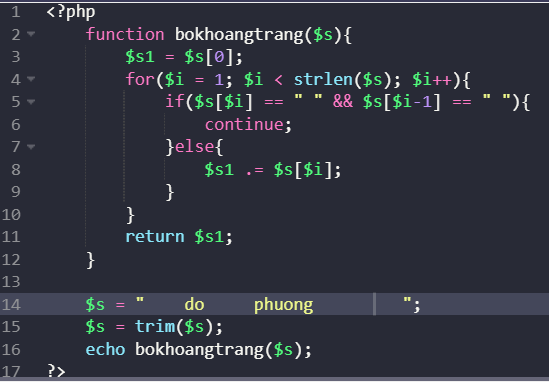 1 <?php
2 function bokhoangtrang($s){
3 $s1 = $s[0];
4 for($i = 1; $i < strlen($s); $i++){
5 if($s[$i] == " " && $s[$i-1] == " "){
6 continue;
7 }else{
8 $s1 .= $s[$i];
9 }
10 }
11 return $s1;
12 }
13
14 $s = "    do     phuong         ";
15 $s = trim($s);
16 echo bokhoangtrang($s);
17 ?>